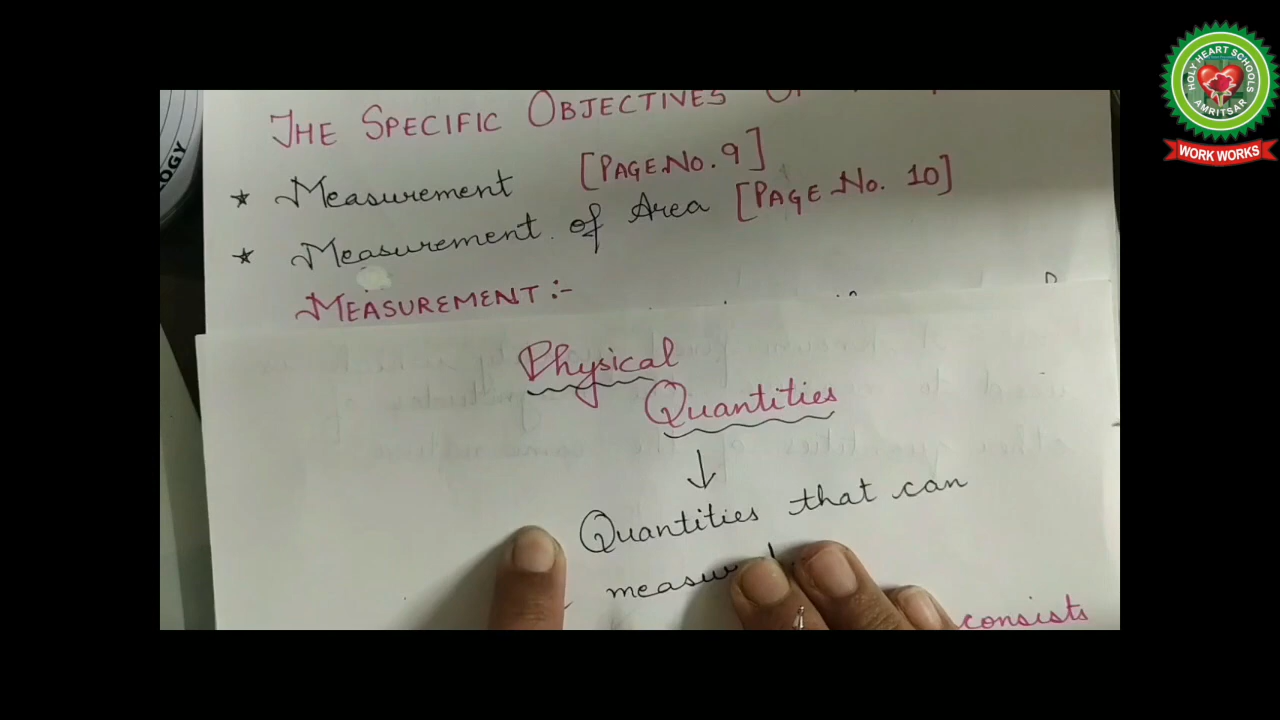 THE SPECIFIC OBJECTIVES
* Measurement [PAGE NO. 9]
* Measurement of Area [PAGE NO. 10]
MEASUREMENT :-
Physical
Quantities
↓
Quantities that can
consists
OGY
HOLY HEART SCHOOLS
AMRITSAR
WORK WORKS